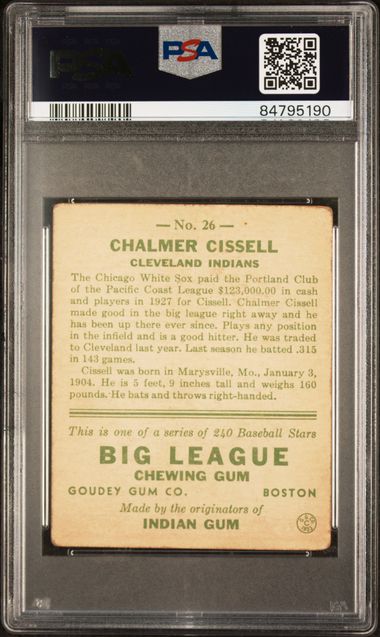 PSA
PSA
84795190
— No. 26 —
CHALMER CISSELL
CLEVELAND INDIANS
The Chicago White Sox paid the Portland Club
of the Pacific Coast League $123,000.00 in cash
and players in 1927 for Cissell. Chalmer Cissell
made good in the big league right away and he
has been up there ever since. Plays any position
in the infield and is a good hitter. He was traded
to Cleveland last year. Last season he batted .315
in 143 games.
Cissell was born in Marysville, Mo., January 3,
1904. He is 5 feet, 9 inches tall and weighs 160
pounds. He bats and throws right-handed.
This is one of a series of 240 Baseball Stars
BIG LEAGUE
CHEWING GUM
GOUDEY GUM CO. BOSTON
Made by the originators of
INDIAN GUM